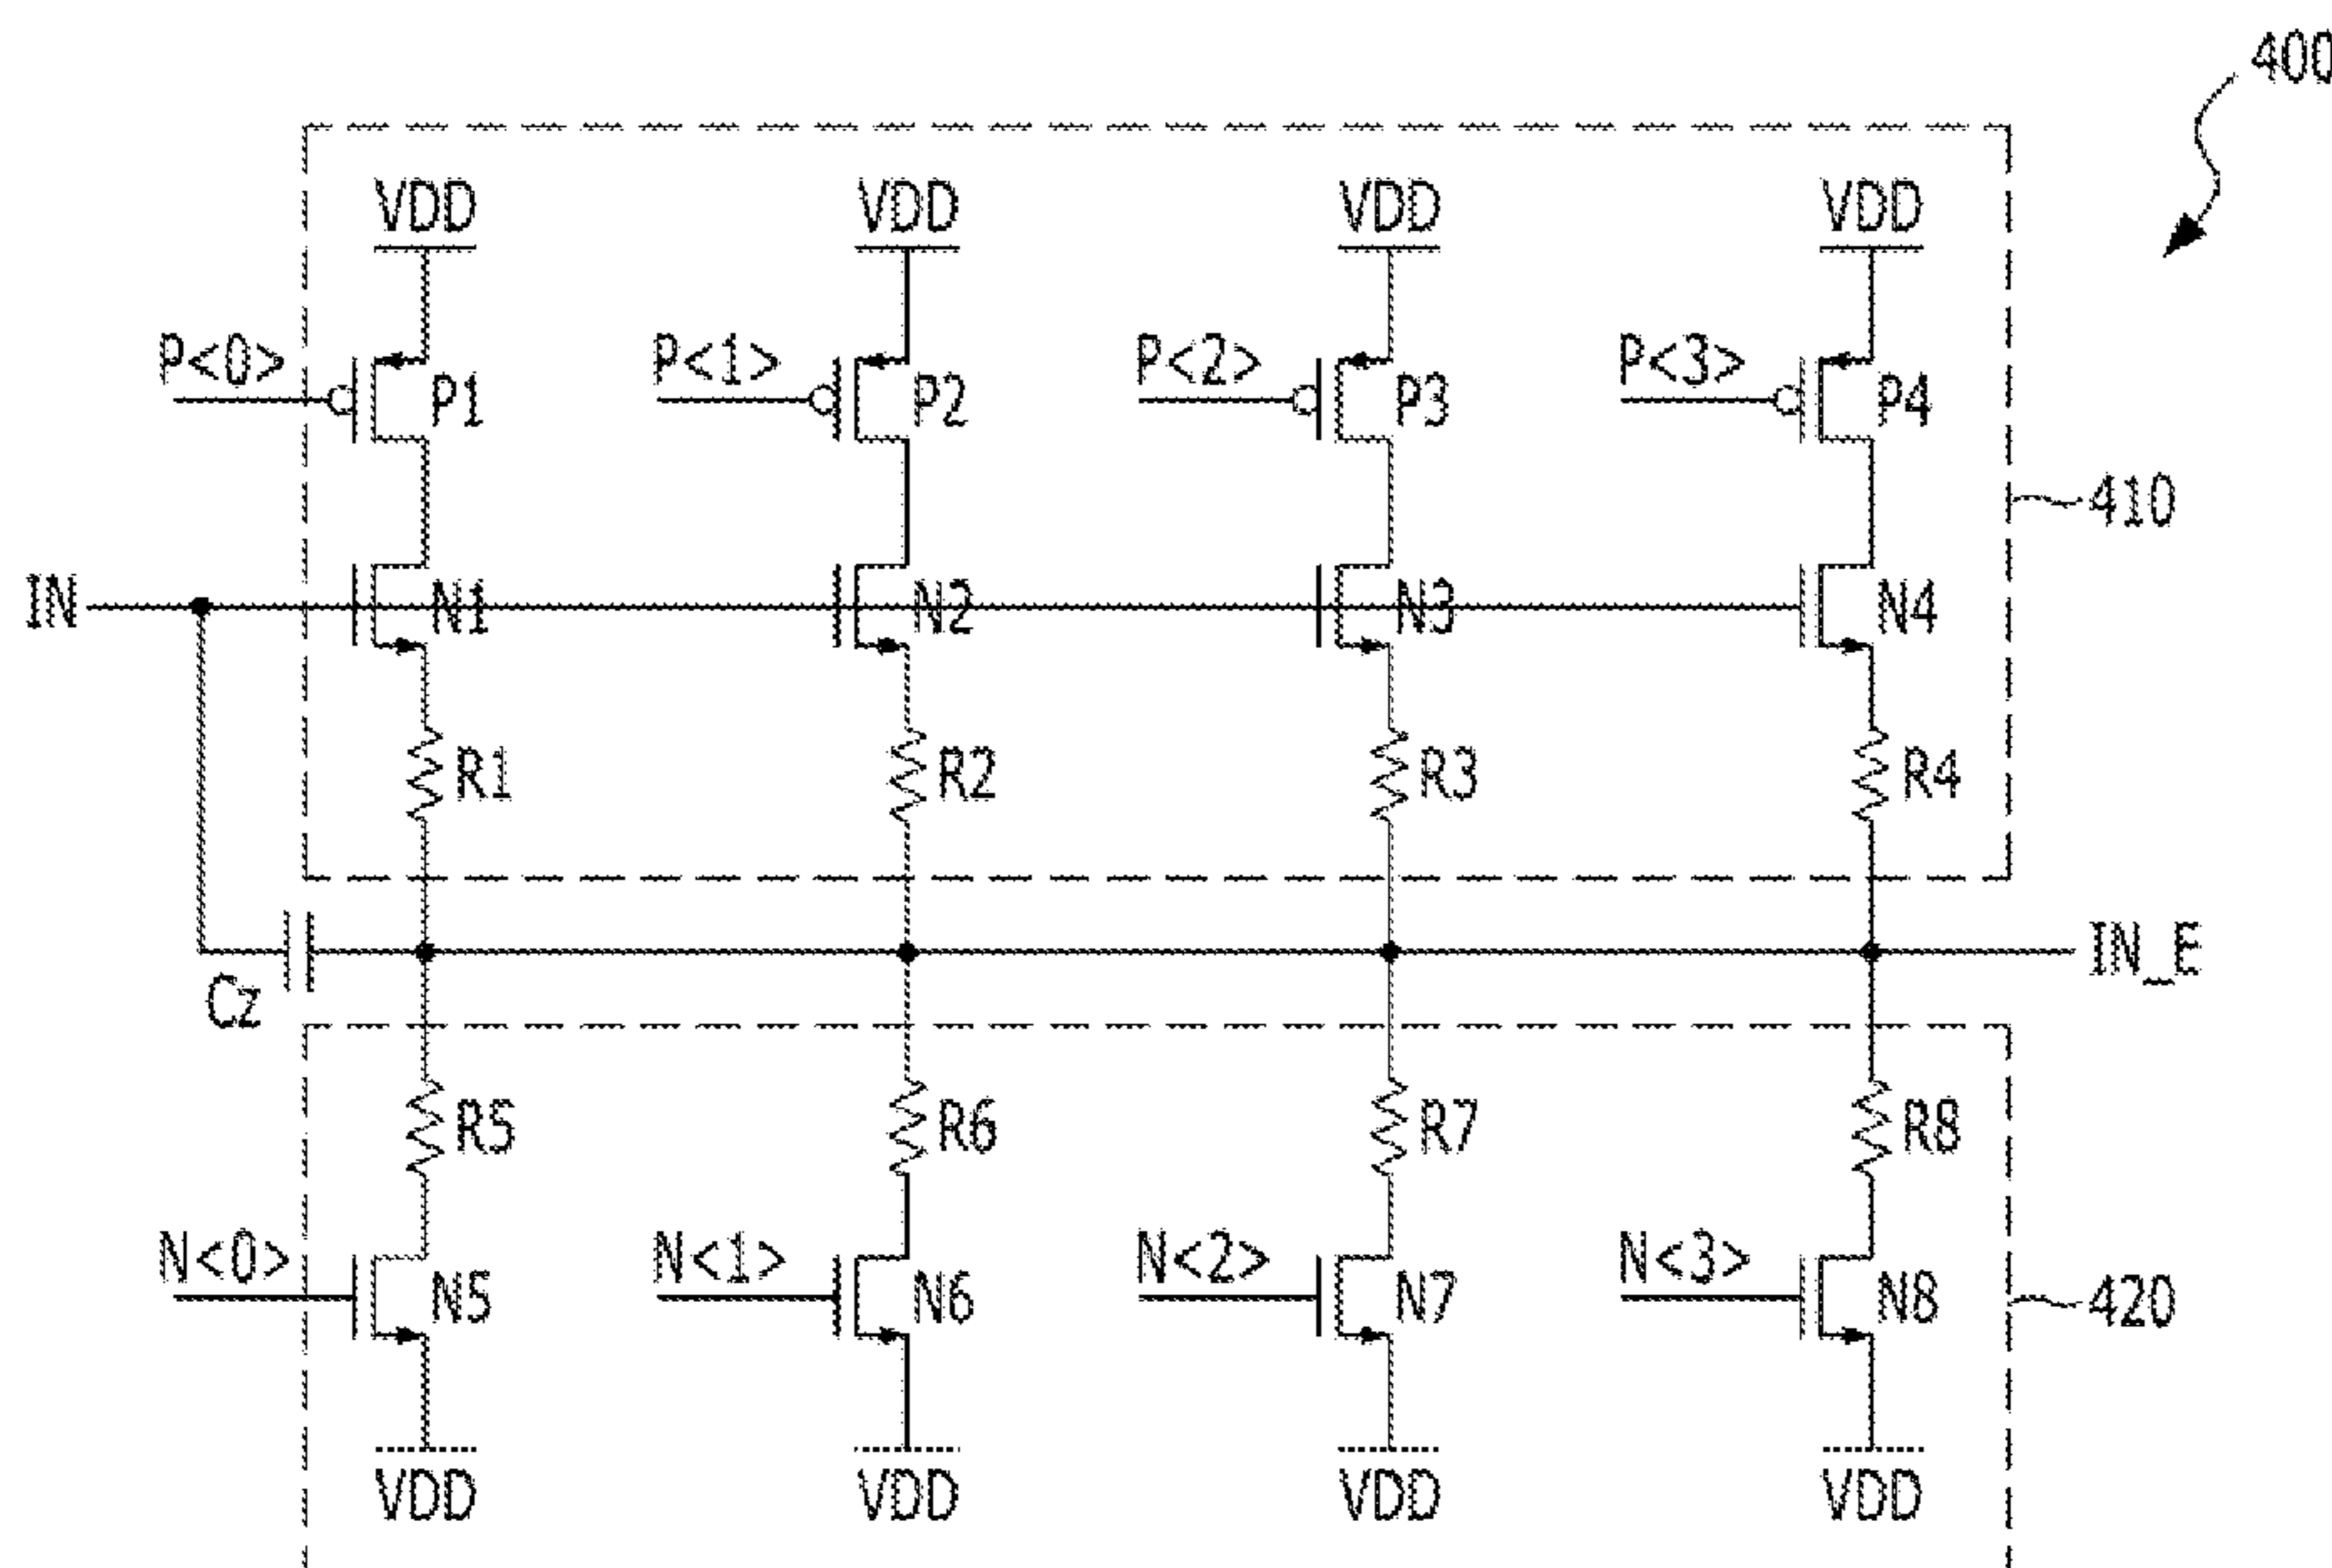 400
VDD VDD VDD VDD
P<0> P<1> P<2> P<3>
P1 P2 P3 P4
410
IN N1 N2 N3 N4
R1 R2 R3 R4
IN_E
Cz
R5 R6 R7 R8
N<0> N<1> N<2> N<3>
N5 N6 N7 N8
420
VDD VDD VDD VDD